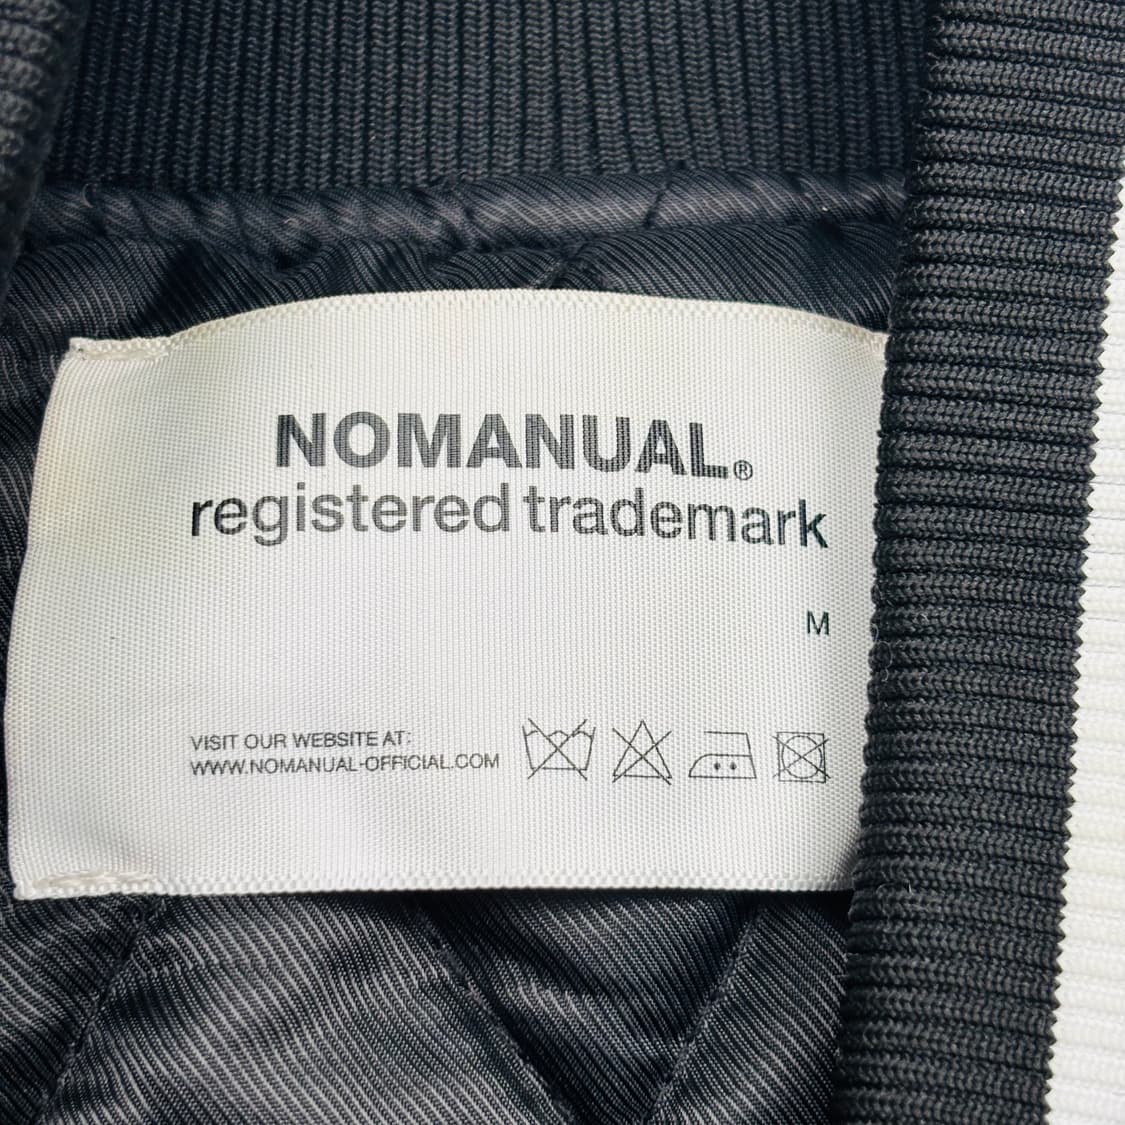 NOMANUAL®
registered trademark
M
VISIT OUR WEBSITE AT:
WWW.NOMANUAL-OFFICIAL.COM